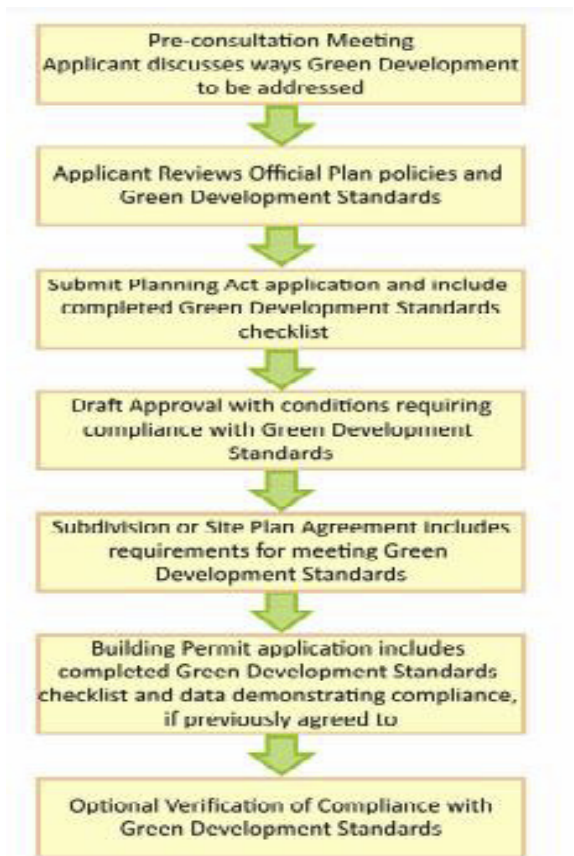 Pre-consultation Meeting
Applicant discusses ways Green Development
to be addressed
Applicant Reviews Official Plan policies and
Green Development Standards
Submit Planning Act application and include
completed Green Development Standards
checklist
Draft Approval with conditions requiring
compliance with Green Development
Standards
Subdivision or Site Plan Agreement includes
requirements for meeting Green
Development Standards
Building Permit application includes
completed Green Development Standards
checklist and data demonstrating compliance,
if previously agreed to
Optional Verification of Compliance with
Green Development Standards